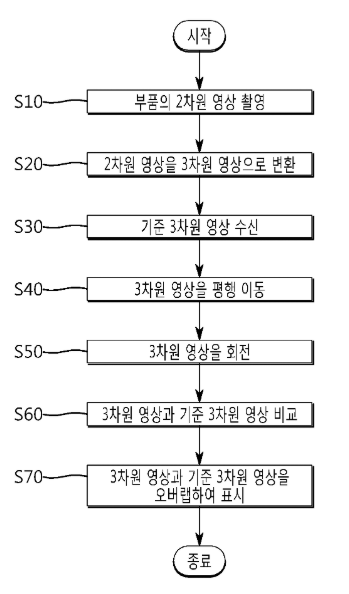 시작
S10
부품의 2차원 영상 촬영
S20
2차원 영상을 3차원 영상으로 변환
S30
기준 3차원 영상 수신
S40
3차원 영상을 평행 이동
S50
3차원 영상을 회전
S60
3차원 영상과 기준 3차원 영상 비교
S70
3차원 영상과 기준 3차원 영상을
오버랩하여 표시
종료